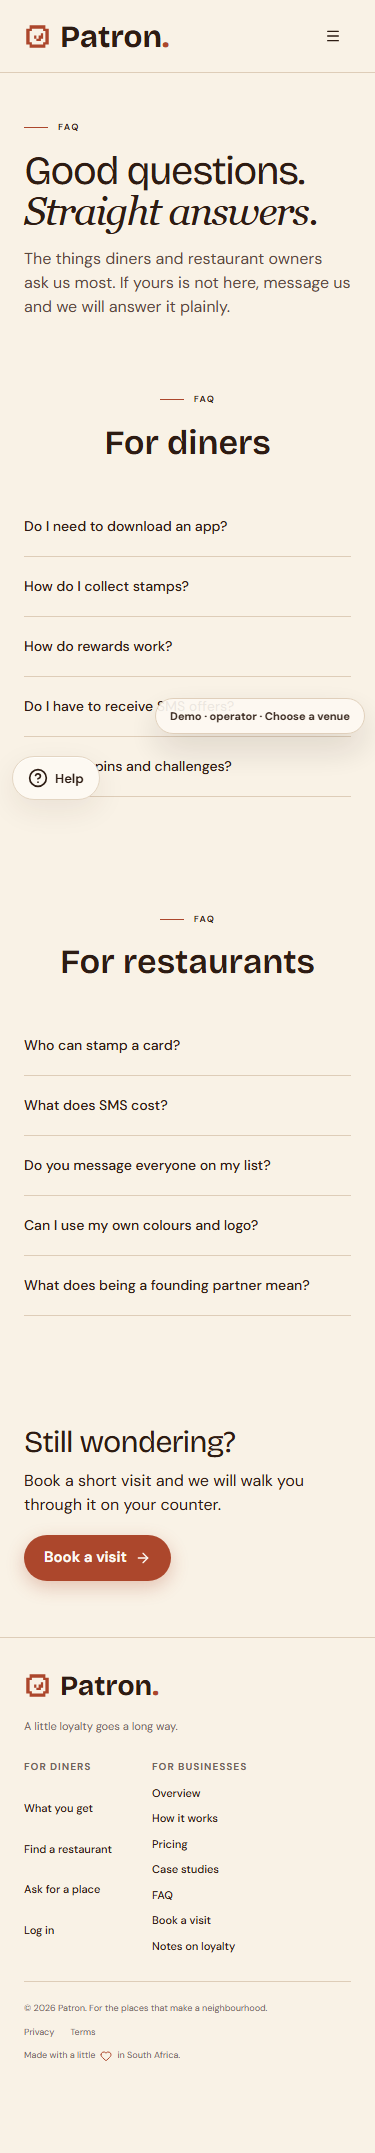 Patron.
FAQ
Good questions.
Straight answers.
The things diners and restaurant owners
ask us most. If yours is not here, message us
and we will answer it plainly.
FAQ
For diners
Do I need to download an app?
How do I collect stamps?
How do rewards work?
Do I have to receive SMS offers?
Demo · operator · Choose a venue
pins and challenges?
Help
FAQ
For restaurants
Who can stamp a card?
What does SMS cost?
Do you message everyone on my list?
Can I use my own colours and logo?
What does being a founding partner mean?
Still wondering?
Book a short visit and we will walk you
through it on your counter.
Book a visit
Patron.
A little loyalty goes a long way.
FOR DINERS
What you get
Find a restaurant
Ask for a place
Log in
FOR BUSINESSES
Overview
How it works
Pricing
Case studies
FAQ
Book a visit
Notes on loyalty
© 2026 Patron. For the places that make a neighbourhood.
Privacy Terms
Made with a little in South Africa.